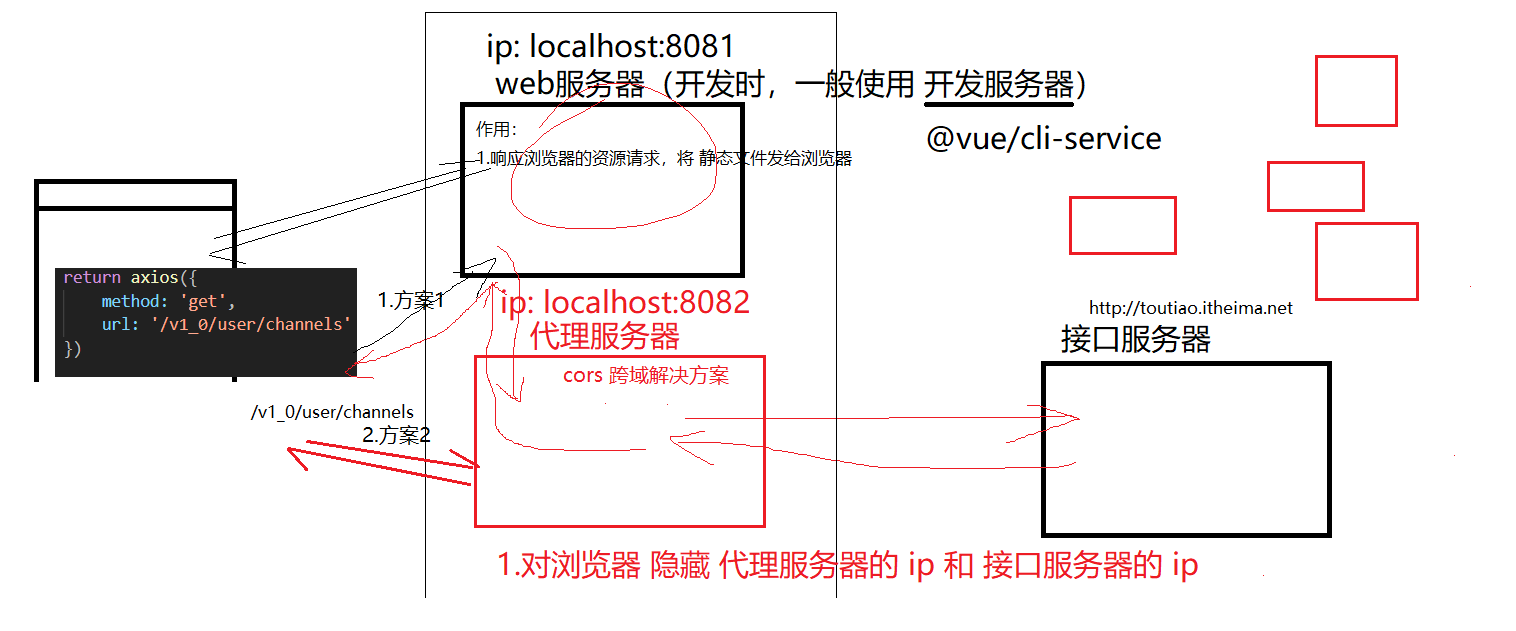 ip: localhost:8081
web服务器（开发时，一般使用 开发服务器）
@vue/cli-service
作用：
1.响应浏览器的资源请求，将 静态文件发给浏览器
return axios({
method: 'get',
url: '/v1_0/user/channels'
})
1.方案1
ip: localhost:8082
代理服务器
cors 跨域解决方案
http://toutiao.itheima.net
接口服务器
/v1_0/user/channels
2.方案2
1.对浏览器 隐藏 代理服务器的 ip 和 接口服务器的 ip